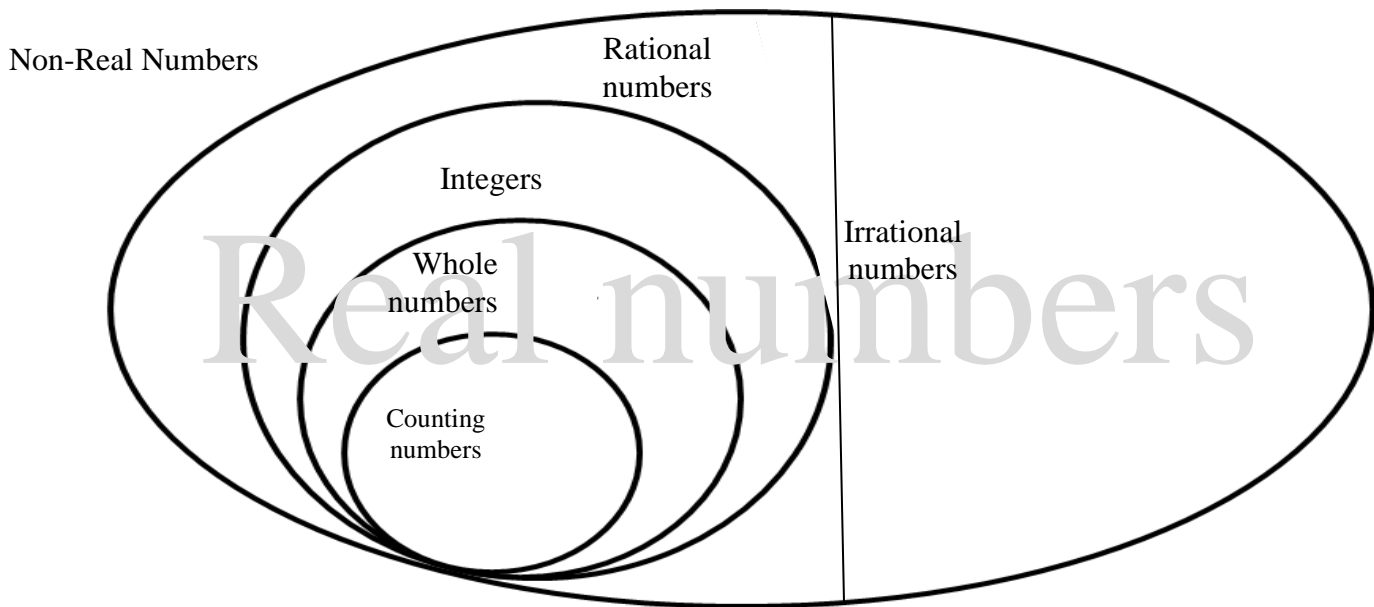 Non-Real Numbers
Rational
numbers
Integers
Whole
numbers
Irrational
numbers
Real numbers
Counting
numbers